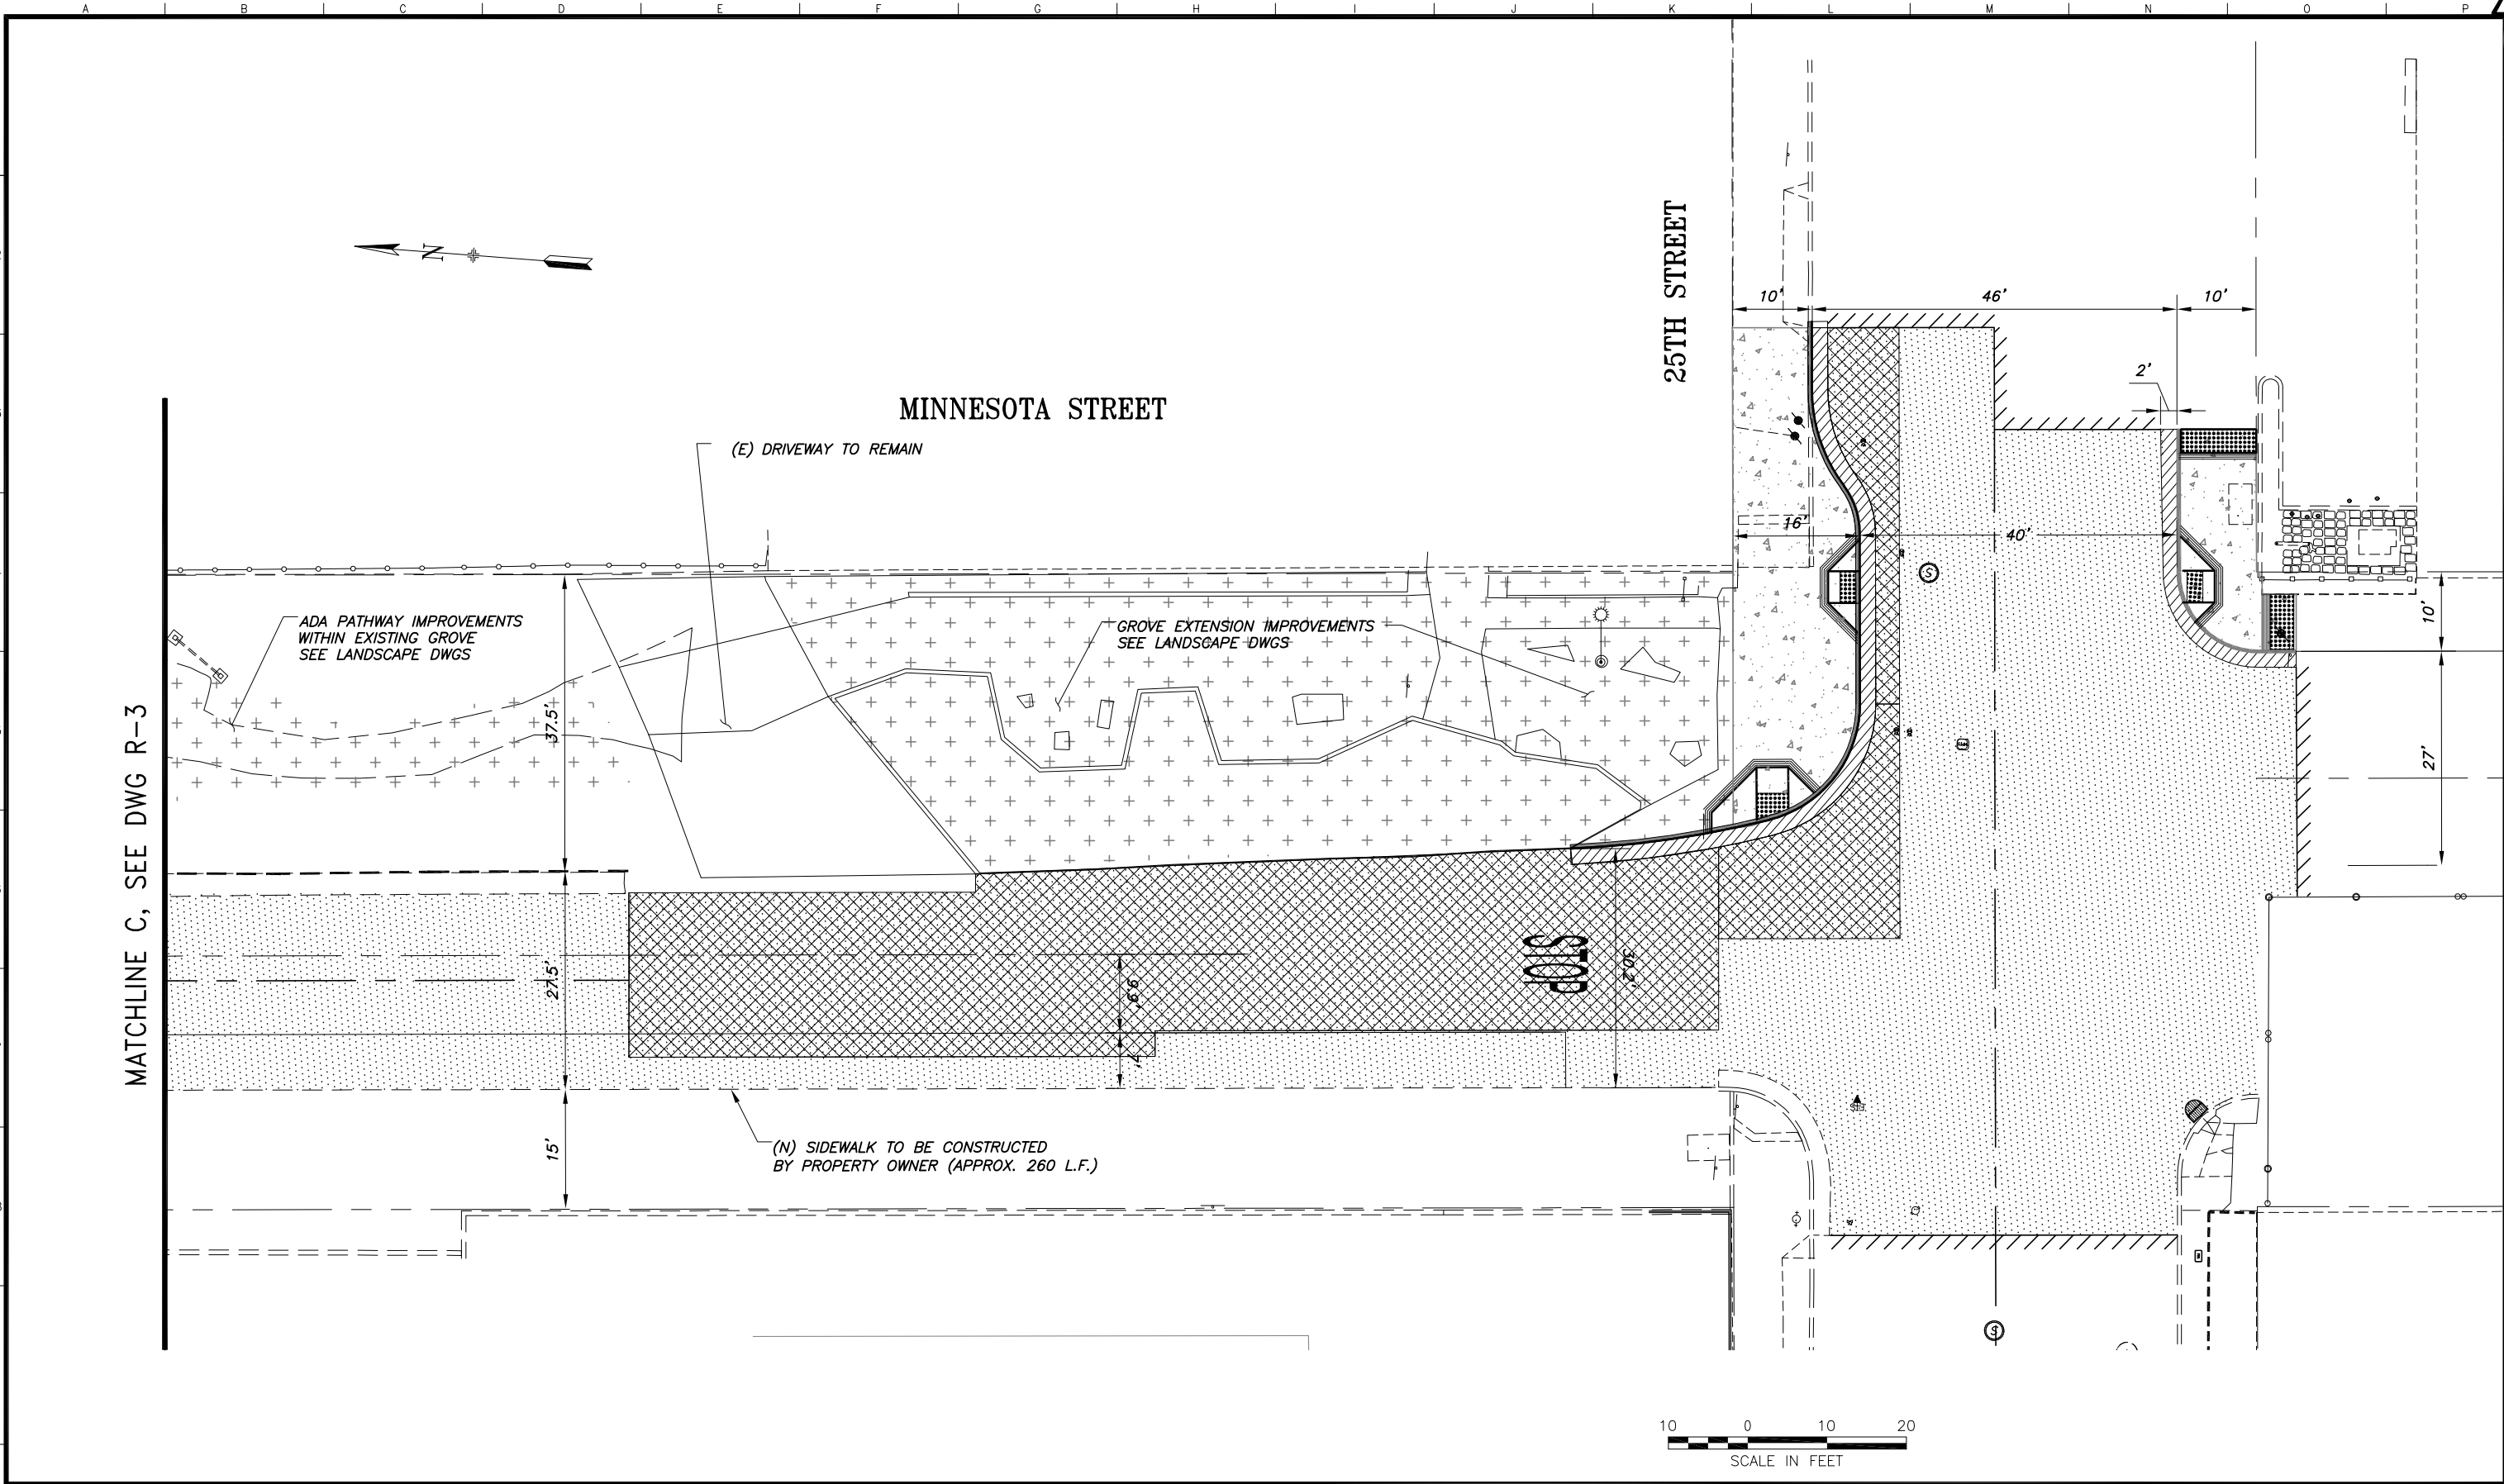 A B C D E F G H I J K L M N O P
N
25TH STREET
10' 46' 10'
2'
MINNESOTA STREET
(E) DRIVEWAY TO REMAIN
16' 40'
S
ADA PATHWAY IMPROVEMENTS
WITHIN EXISTING GROVE
SEE LANDSCAPE DWGS
GROVE EXTENSION IMPROVEMENTS
SEE LANDSCAPE DWGS
10'
37.5'
27'
MATCHLINE C, SEE DWG R-3
STOP
30.2'
27.5'
9.9'
7'
15'
(N) SIDEWALK TO BE CONSTRUCTED
BY PROPERTY OWNER (APPROX. 260 L.F.)
S
10 0 10 20
SCALE IN FEET